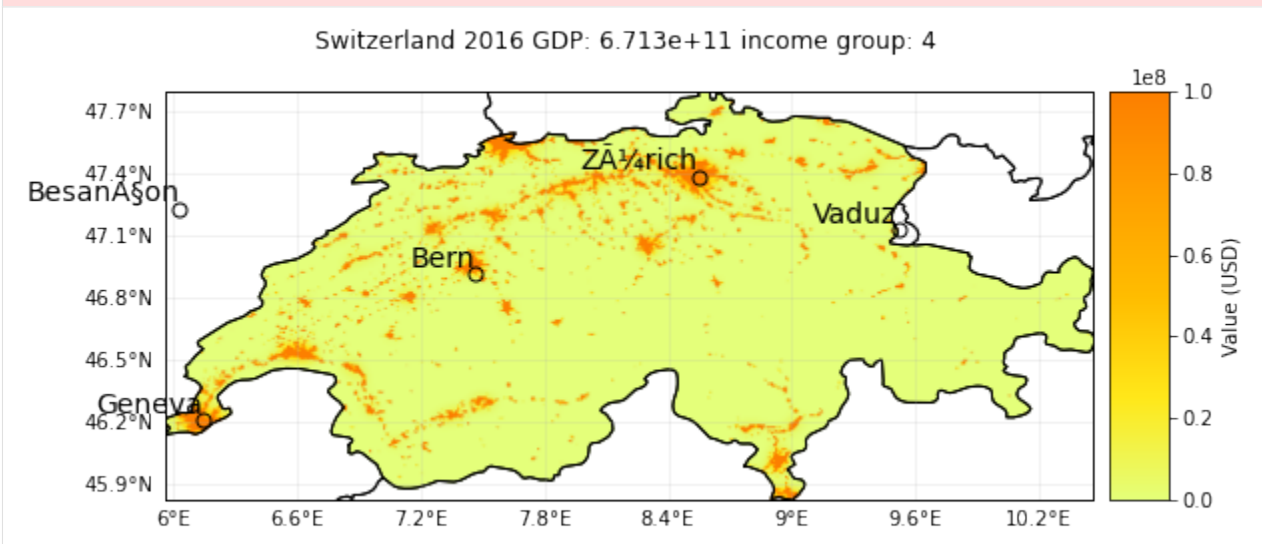 Switzerland 2016 GDP: 6.713e+11 income group: 4
1e8
47.7°N
1.0
47.4°N
ZÃ¼rich
0.8
BesanÃ§on
Vaduz
47.1°N
0.6
Bern
46.8°N
Value (USD)
0.4
46.5°N
Geneva
0.2
46.2°N
45.9°N
0.0
6°E 6.6°E 7.2°E 7.8°E 8.4°E 9°E 9.6°E 10.2°E